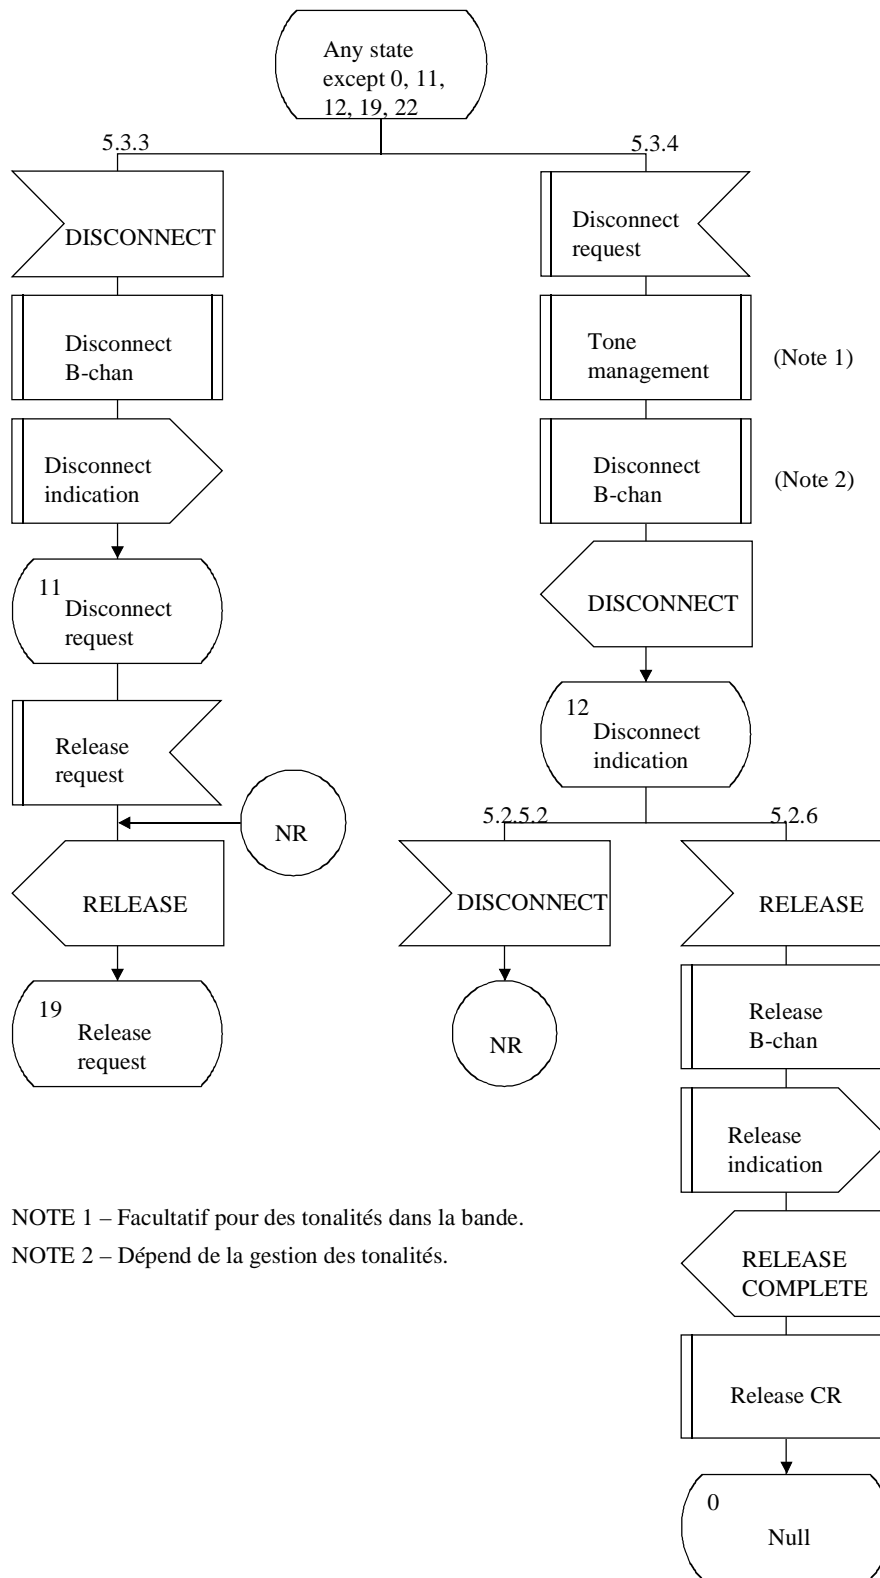 Any state
except 0, 11,
12, 19, 22
5.3.3
DISCONNECT
Disconnect
B-chan
Disconnect
indication
11
Disconnect
request
Release
request
NR
RELEASE
19
Release
request
5.3.4
Disconnect
request
Tone
management
(Note 1)
Disconnect
B-chan
(Note 2)
DISCONNECT
12
Disconnect
indication
5.2.5.2
DISCONNECT
NR
5.2.6
RELEASE
Release
B-chan
Release
indication
RELEASE
COMPLETE
Release CR
0
Null
NOTE 1 – Facultatif pour des tonalités dans la bande.
NOTE 2 – Dépend de la gestion des tonalités.